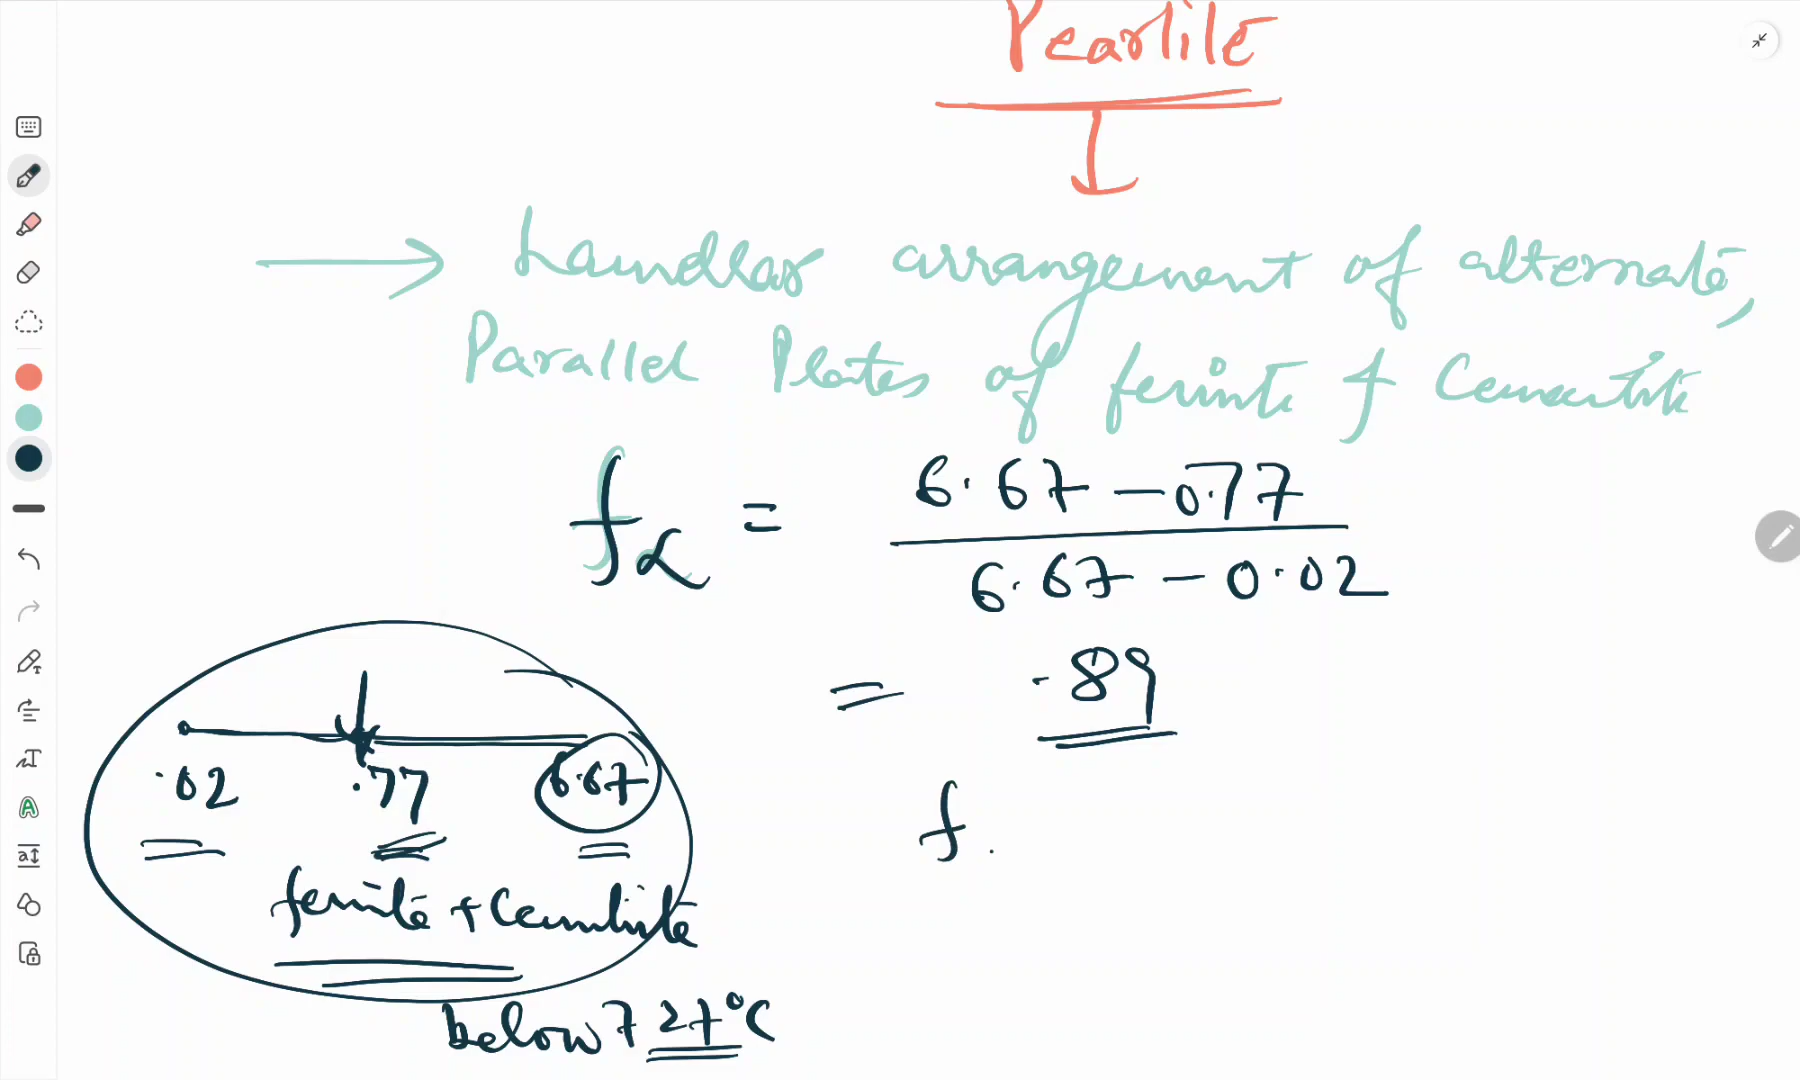 Pearlite
→ Lamellar arrangement of alternate,
Parallel Plates of ferrite & Cementite
fα = 6.67 - 0.77 / 6.67 - 0.02
= .89
.02 .77 6.67
f
ferrite + Cementite
below 727°C